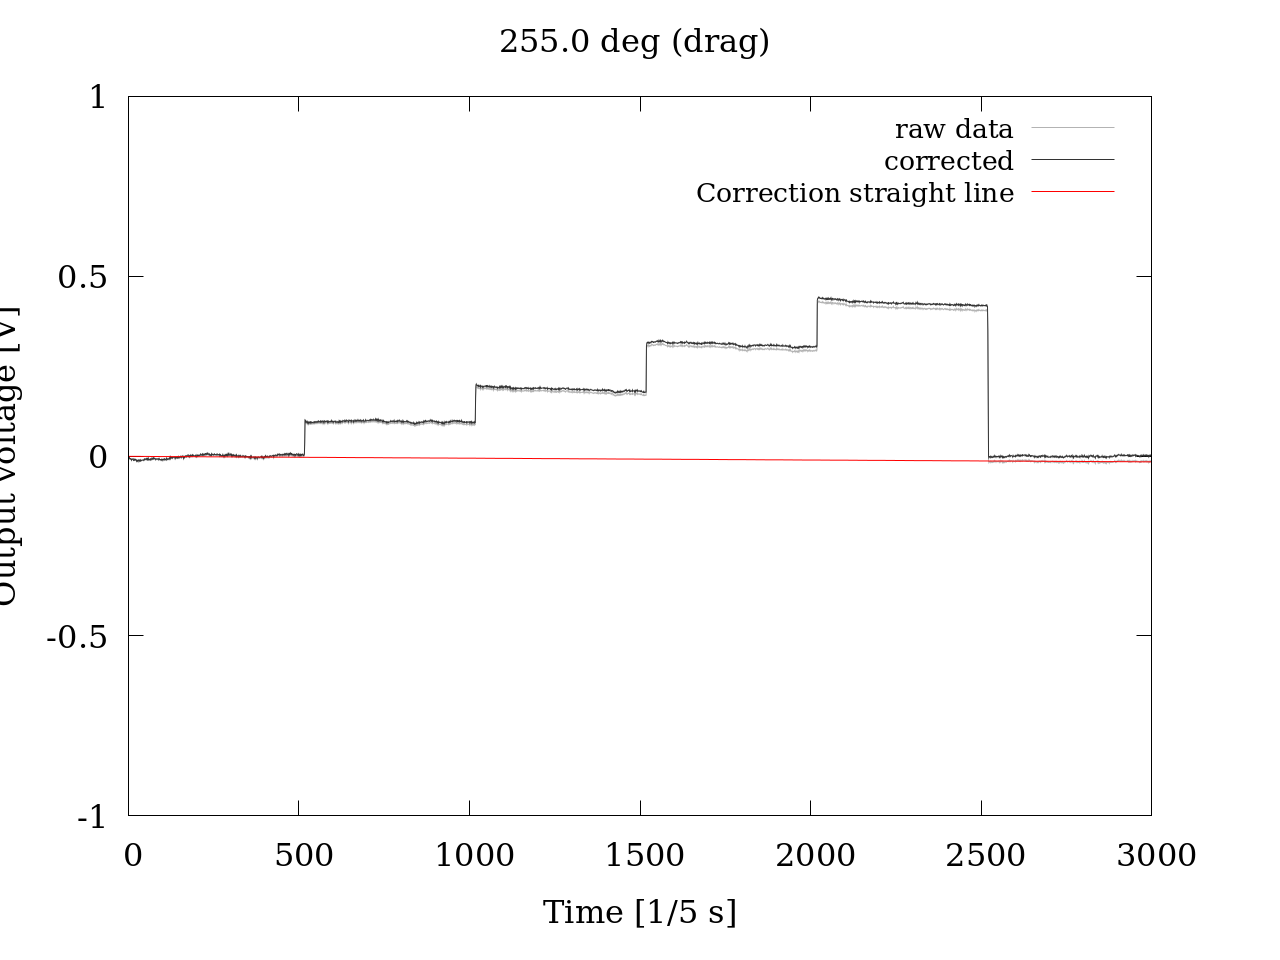 255.0 deg (drag)
raw data
corrected
Correction straight line
1
0.5
0
-0.5
-1
Output voltage [V]
0 500 1000 1500 2000 2500 3000
Time [1/5 s]